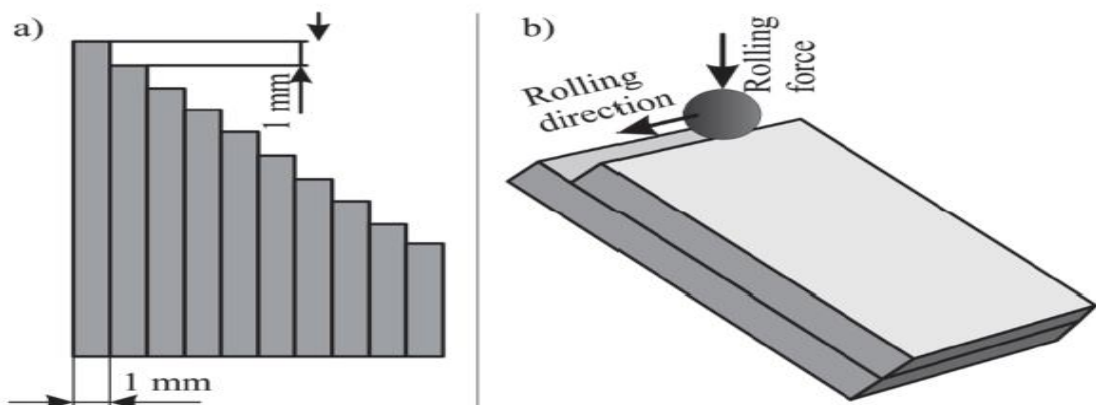 a)
1 mm
1 mm
b)
Rolling
direction
Rolling
force